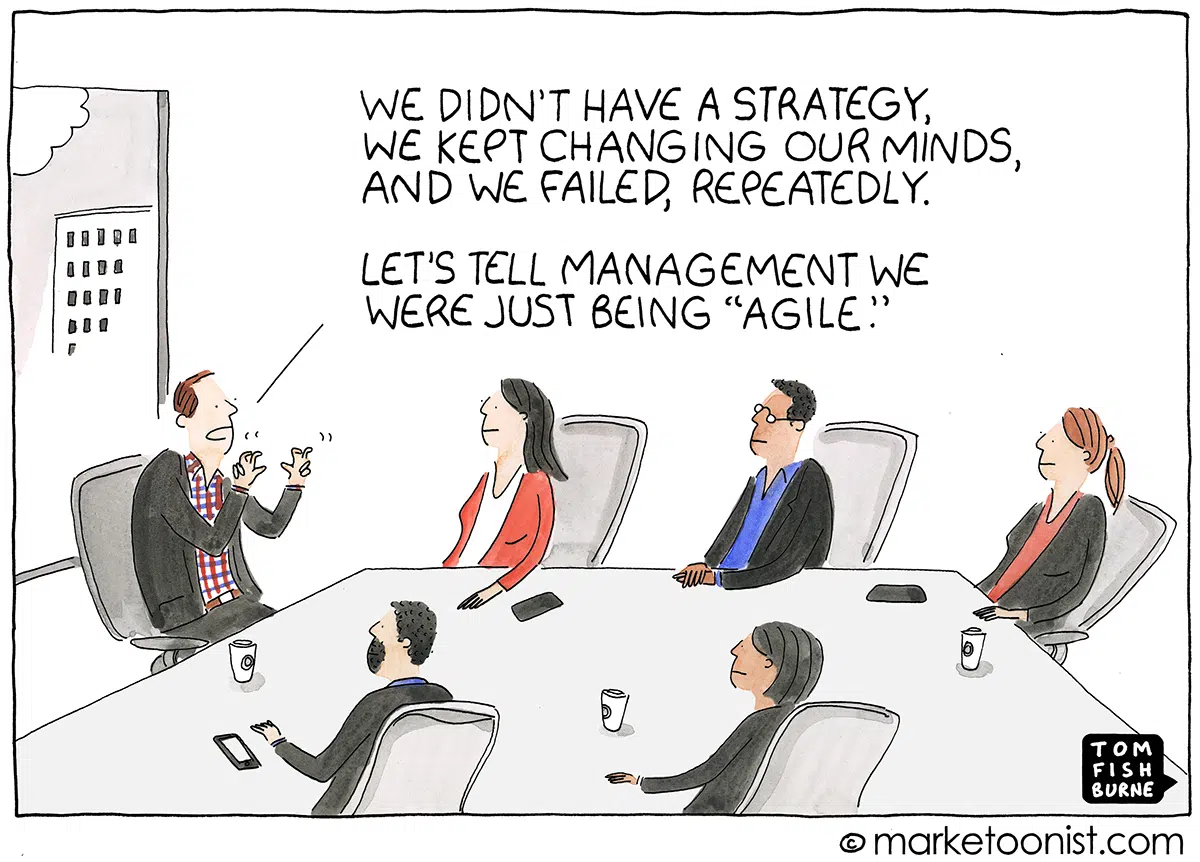 WE DIDN'T HAVE A STRATEGY,
WE KEPT CHANGING OUR MINDS,
AND WE FAILED, REPEATEDLY.
LET'S TELL MANAGEMENT WE
WERE JUST BEING "AGILE."
TOM
FISH
BURNE
© marketoonist.com